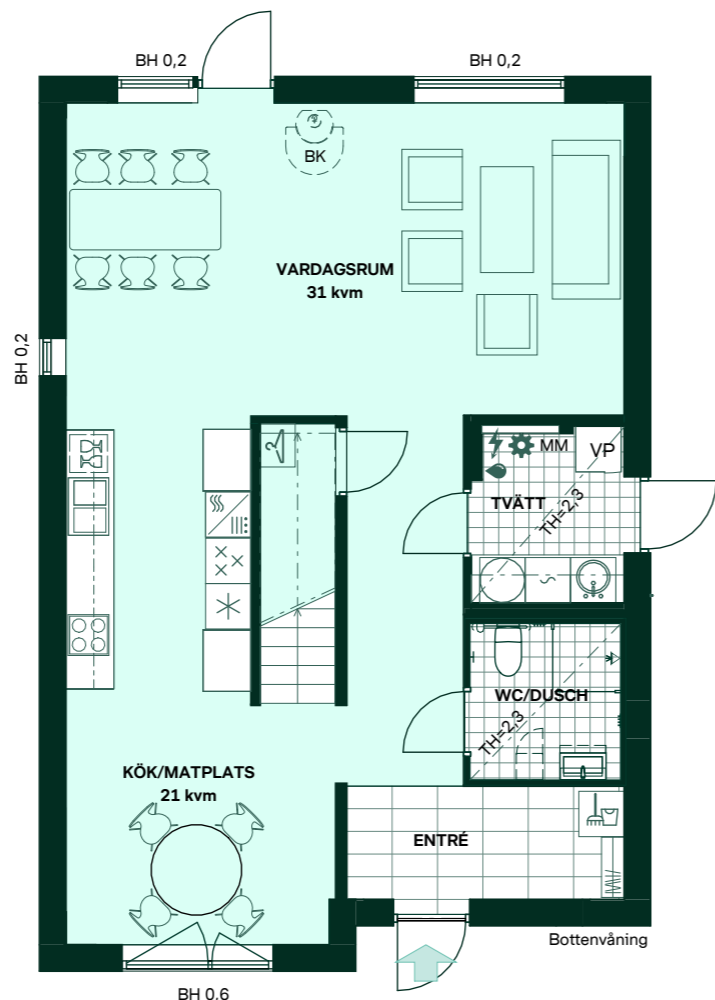 BH 0,2
BH 0,2
BK
VARDAGSRUM
31 kvm
BH 0,2
MM
VP
TVÄTT
TH=2,3
WC/DUSCH
TH=2,3
KÖK/MATPLATS
21 kvm
ENTRÉ
Bottenvåning
BH 0,6